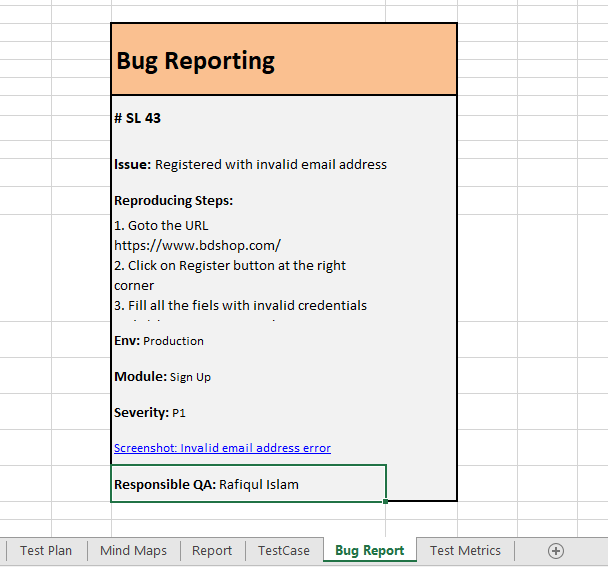 Bug Reporting
# SL 43
Issue: Registered with invalid email address
Reproducing Steps:
1. Goto the URL
https://www.bdshop.com/
2. Click on Register button at the right
corner
3. Fill all the fiels with invalid credentials
Env: Production
Module: Sign Up
Severity: P1
Screenshot: Invalid email address error
Responsible QA: Rafiqul Islam
Test Plan Mind Maps Report TestCase Bug Report Test Metrics